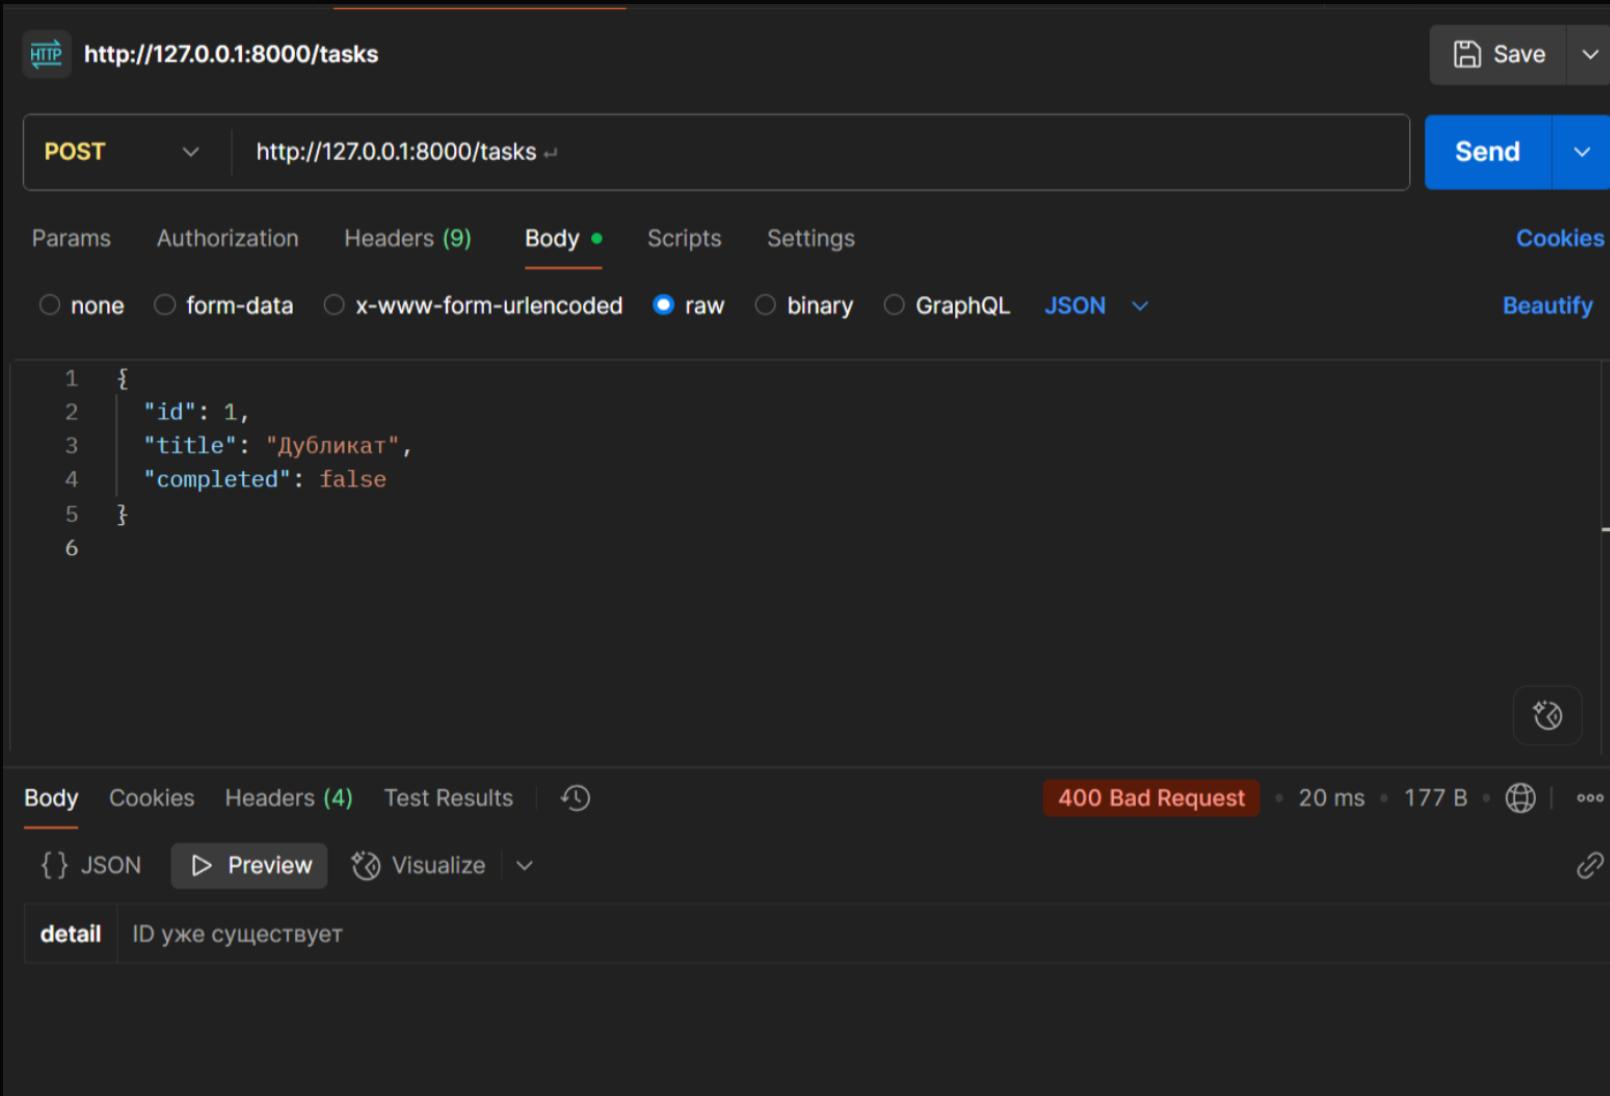 HTTP http://127.0.0.1:8000/tasks Save
POST http://127.0.0.1:8000/tasks Send
Params Authorization Headers (9) Body Scripts Settings Cookies
none form-data x-www-form-urlencoded raw binary GraphQL JSON Beautify
1 {
2 "id": 1,
3 "title": "Дубликат",
4 "completed": false
5 }
6
Body Cookies Headers (4) Test Results 400 Bad Request • 20 ms • 177 B •
{} JSON Preview Visualize
detail ID уже существует